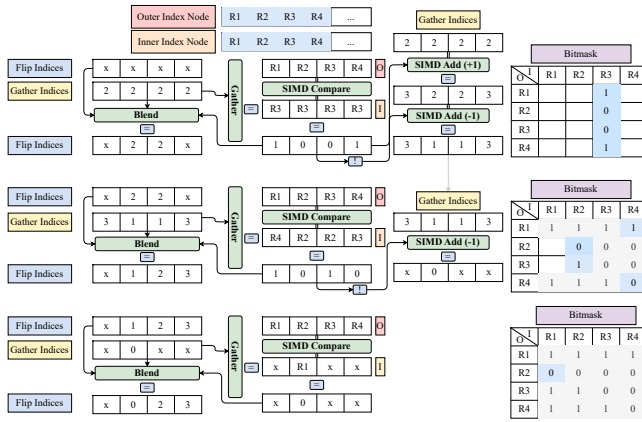 Outer Index Node R1 R2 R3 R4 ...
Inner Index Node R1 R2 R3 R4 ...
Gather Indices
2 2 2 2
Flip Indices x x x x
Gather Indices 2 2 2 2
Blend
=
Flip Indices x 2 2 x
Gather
=
R1 R2 R3 R4 O
SIMD Compare
R3 R3 R3 R3 I
=
1 0 0 1
!
SIMD Add (+1)
=
3 2 2 3
SIMD Add (-1)
=
3 1 1 3
Bitmask
I O R1 R2 R3 R4
R1 1
R2 0
R3 0
R4 1
Flip Indices x 2 2 x
Gather Indices 3 1 1 3
Blend
=
Flip Indices x 1 2 3
Gather
=
R1 R2 R3 R4 O
SIMD Compare
R4 R2 R2 R3 I
=
1 0 1 0
!
Gather Indices
3 1 1 3
SIMD Add (-1)
=
x 0 x x
Bitmask
I O R1 R2 R3 R4
R1 1 1 1 1
R2 0 0 0
R3 1 0 0
R4 1 1 1 0
Flip Indices x 1 2 3
Gather Indices x 0 x x
Blend
=
Flip Indices x 0 2 3
Gather
=
R1 R2 R3 R4 O
SIMD Compare
x R1 x x I
=
x 0 x x
Bitmask
I O R1 R2 R3 R4
R1 1 1 1 1
R2 0 0 0 0
R3 1 1 0 0
R4 1 1 1 0